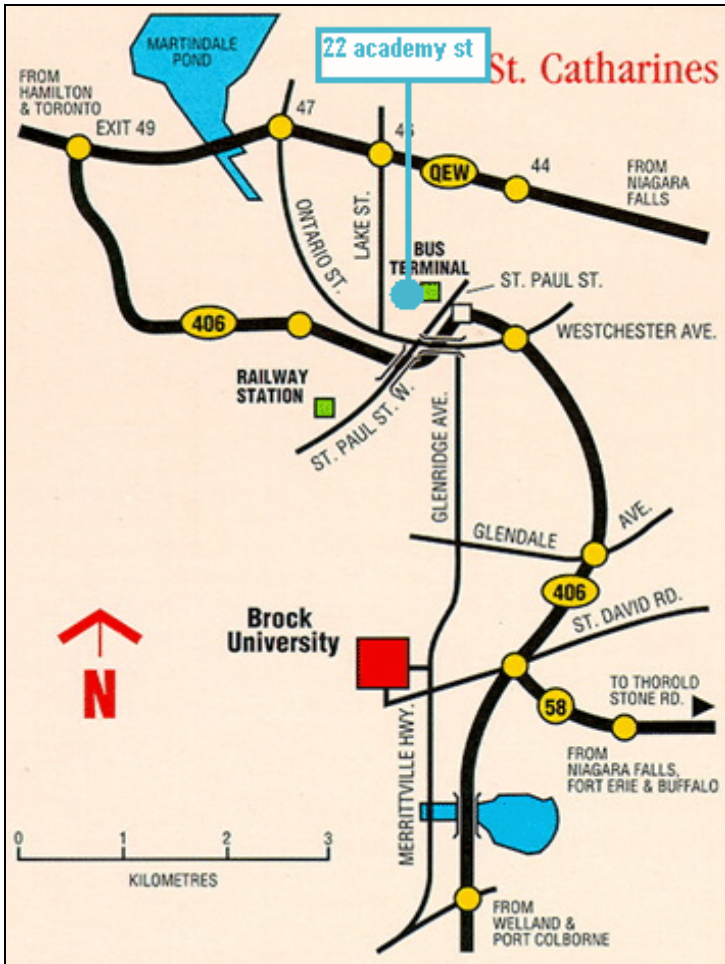 22 academy st
St. Catharines
MARTINDALE
POND
FROM
HAMILTON
& TORONTO
EXIT 49
47
44
QEW
FROM
NIAGARA
FALLS
ONTARIO ST.
LAKE ST.
BUS
TERMINAL
ST. PAUL ST.
406
WESTCHESTER AVE.
RAILWAY
STATION
ST. PAUL ST. W.
GLENRIDGE AVE.
GLENDALE AVE.
406
ST. DAVID RD.
Brock
University
N
TO THOROLD
STONE RD.
58
FROM
NIAGARA FALLS,
FORT ERIE & BUFFALO
MERRITTVILLE HWY.
0 1 2 3
KILOMETRES
FROM
WELLAND &
PORT COLBORNE